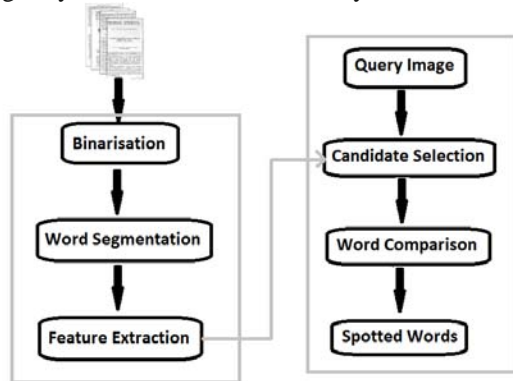 Binarisation
Word Segmentation
Feature Extraction
Query Image
Candidate Selection
Word Comparison
Spotted Words